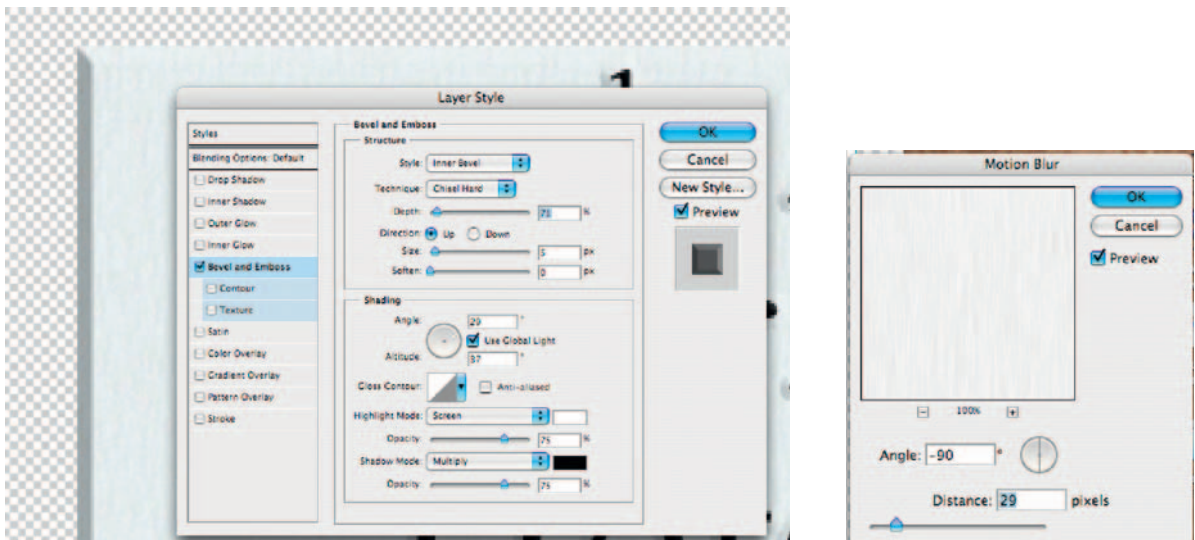 1
Layer Style
Styles
Blending Options: Default
Drop Shadow
Inner Shadow
Outer Glow
Inner Glow
Bevel and Emboss
Contour
Texture
Satin
Color Overlay
Gradient Overlay
Pattern Overlay
Stroke
Bevel and Emboss
Structure
Style: Inner Bevel
Technique: Chisel Hard
Depth: %
Direction: Up Down
Size: 5 px
Soften: 0 px
Shading
Angle: 29 °
Use Global Light
Altitude: 37 °
Gloss Contour: Anti-aliased
Highlight Mode: Screen
Opacity: 75 %
Shadow Mode: Multiply
Opacity: 75 %
OK
Cancel
New Style...
Preview
Motion Blur
OK
Cancel
Preview
100%
Angle: -90 °
Distance: 29 pixels